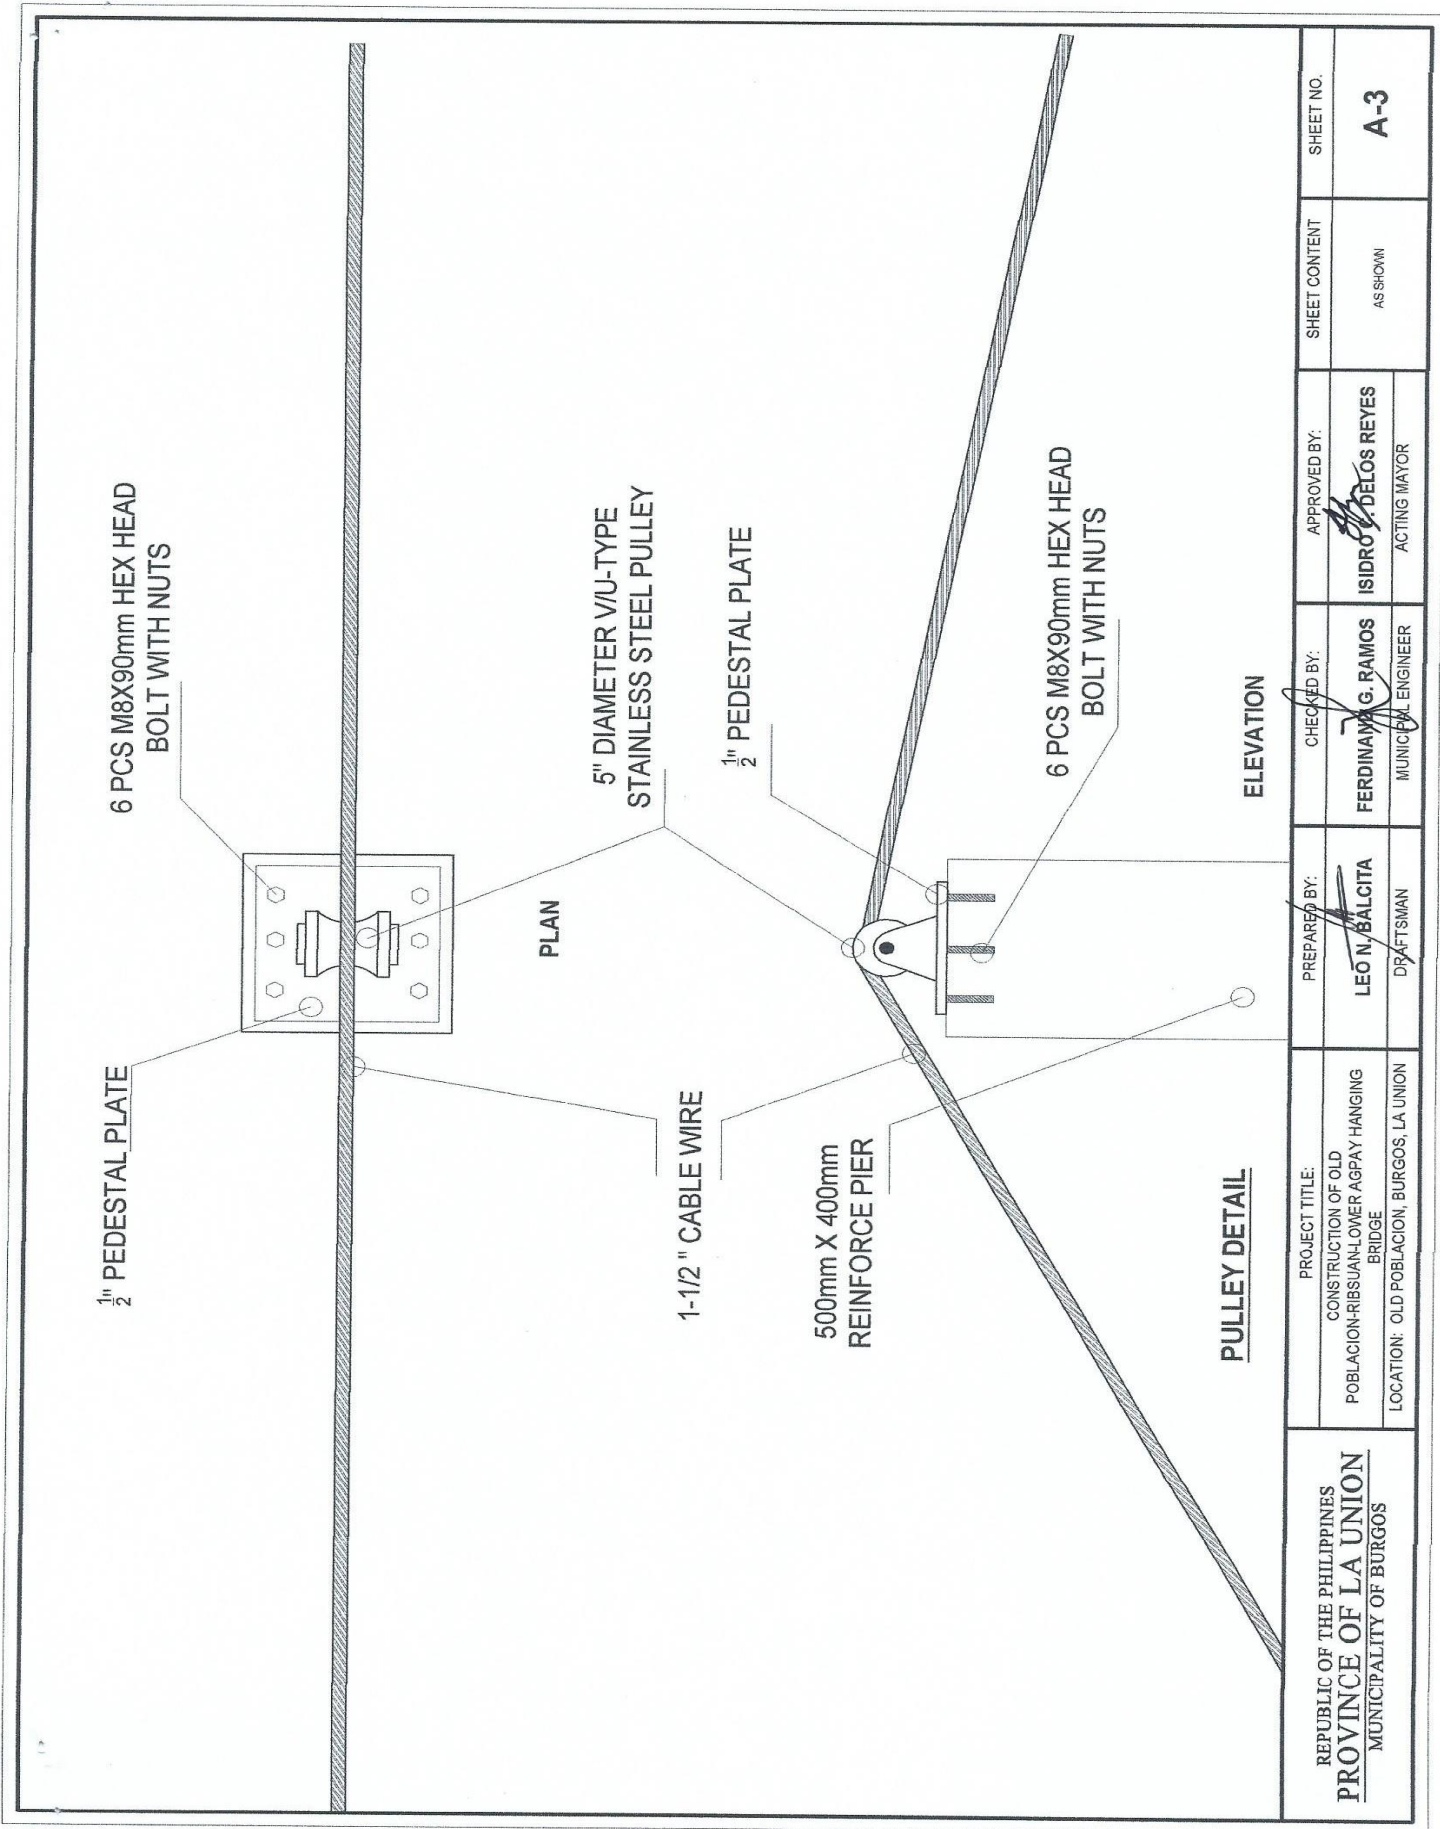 6 PCS M8X90mm HEX HEAD
BOLT WITH NUTS
1/2" PEDESTAL PLATE
PLAN
5" DIAMETER V/U-TYPE
STAINLESS STEEL PULLEY
1-1/2 " CABLE WIRE
1/2" PEDESTAL PLATE
500mm X 400mm
REINFORCE PIER
6 PCS M8X90mm HEX HEAD
BOLT WITH NUTS
ELEVATION
PULLEY DETAIL
REPUBLIC OF THE PHILIPPINES
PROVINCE OF LA UNION
MUNICIPALITY OF BURGOS
PROJECT TITLE:
CONSTRUCTION OF OLD
POBLACION-RIBSUAN-LOWER AGPAY HANGING
BRIDGE
LOCATION: OLD POBLACION, BURGOS, LA UNION
PREPARED BY:
LEO N. BALCITA
DRAFTSMAN
CHECKED BY:
FERDINAND G. RAMOS
MUNICIPAL ENGINEER
APPROVED BY:
ISIDRO DELOS REYES
ACTING MAYOR
SHEET CONTENT
AS SHOWN
SHEET NO.
A-3